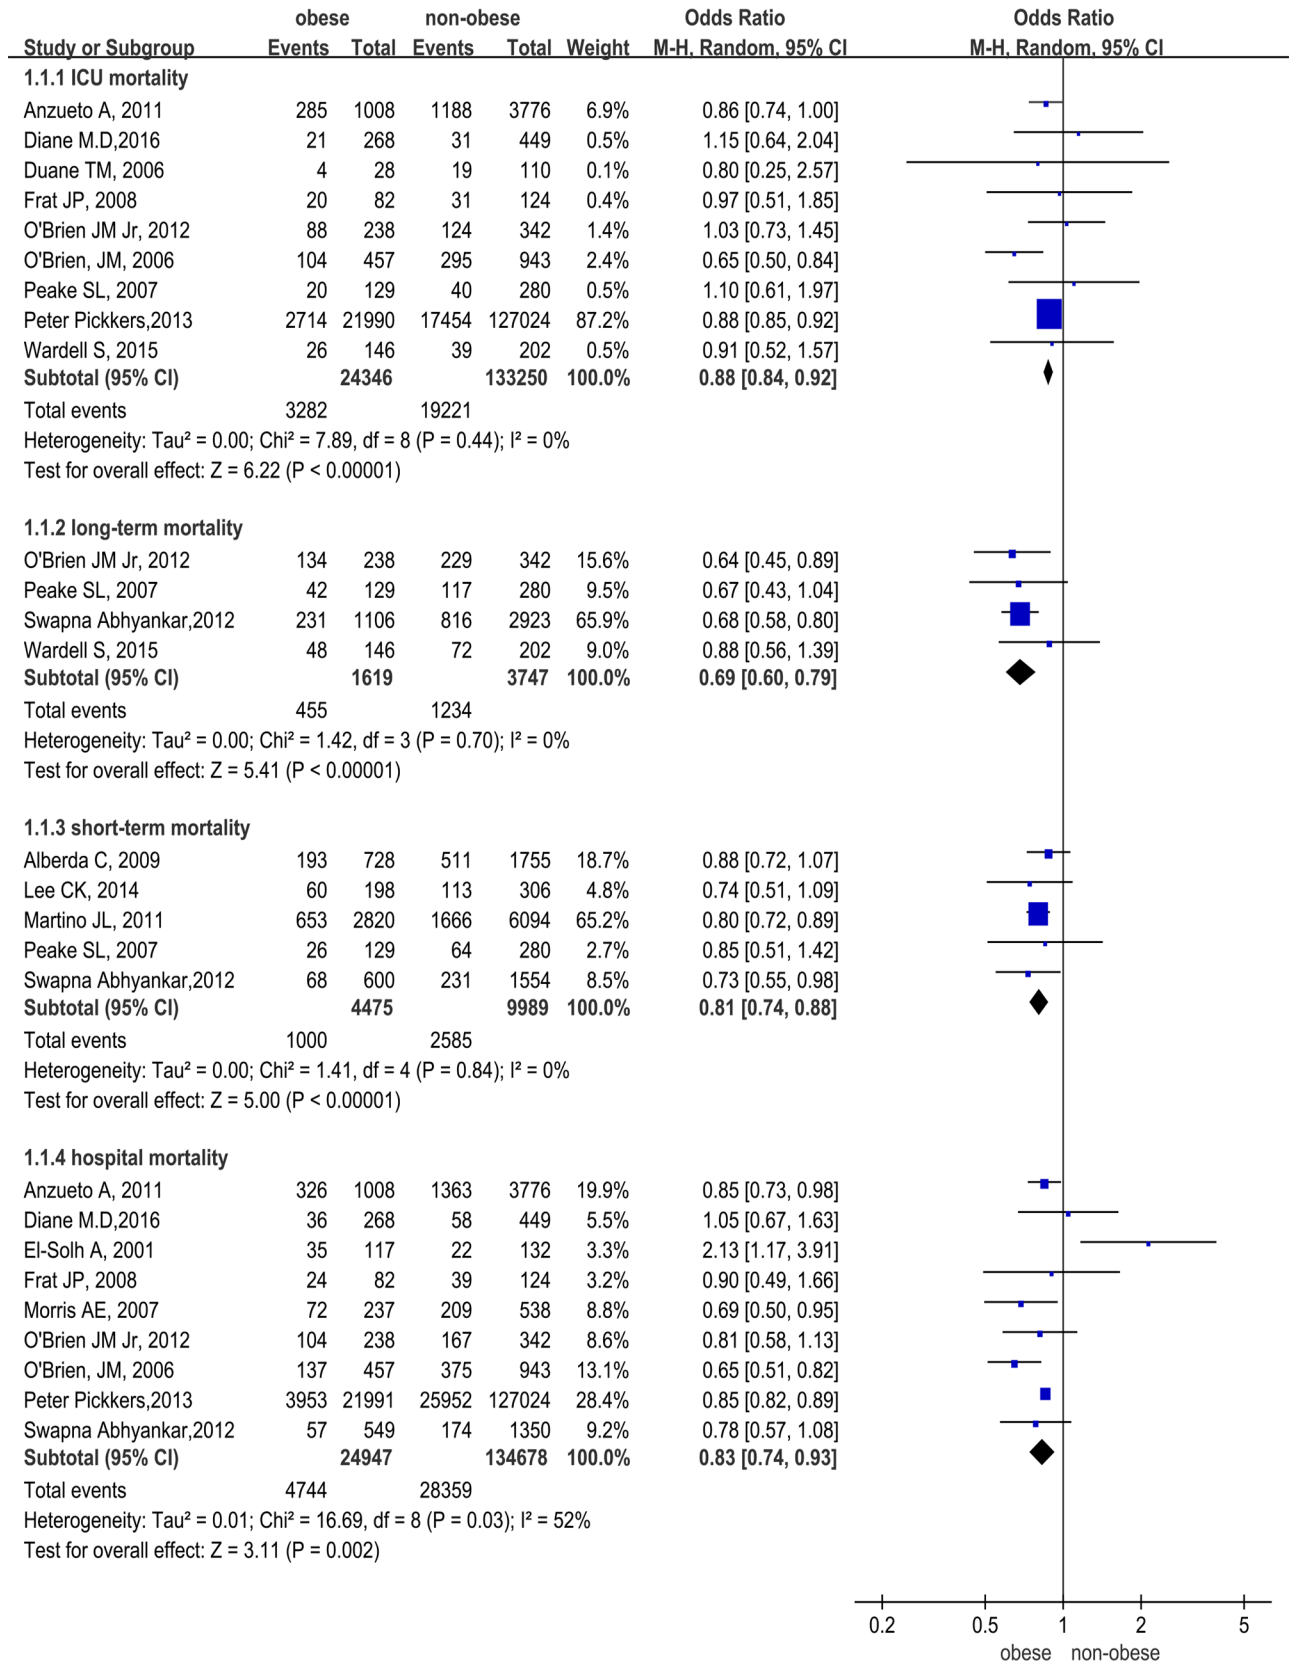 obese non-obese Odds Ratio Odds Ratio
Study or Subgroup Events Total Events Total Weight M-H, Random, 95% CI M-H, Random, 95% CI
1.1.1 ICU mortality
Anzueto A, 2011 285 1008 1188 3776 6.9% 0.86 [0.74, 1.00]
Diane M.D,2016 21 268 31 449 0.5% 1.15 [0.64, 2.04]
Duane TM, 2006 4 28 19 110 0.1% 0.80 [0.25, 2.57]
Frat JP, 2008 20 82 31 124 0.4% 0.97 [0.51, 1.85]
O'Brien JM Jr, 2012 88 238 124 342 1.4% 1.03 [0.73, 1.45]
O'Brien, JM, 2006 104 457 295 943 2.4% 0.65 [0.50, 0.84]
Peake SL, 2007 20 129 40 280 0.5% 1.10 [0.61, 1.97]
Peter Pickkers,2013 2714 21990 17454 127024 87.2% 0.88 [0.85, 0.92]
Wardell S, 2015 26 146 39 202 0.5% 0.91 [0.52, 1.57]
Subtotal (95% CI) 24346 133250 100.0% 0.88 [0.84, 0.92]
Total events 3282 19221
Heterogeneity: Tau² = 0.00; Chi² = 7.89, df = 8 (P = 0.44); I² = 0%
Test for overall effect: Z = 6.22 (P < 0.00001)
1.1.2 long-term mortality
O'Brien JM Jr, 2012 134 238 229 342 15.6% 0.64 [0.45, 0.89]
Peake SL, 2007 42 129 117 280 9.5% 0.67 [0.43, 1.04]
Swapna Abhyankar,2012 231 1106 816 2923 65.9% 0.68 [0.58, 0.80]
Wardell S, 2015 48 146 72 202 9.0% 0.88 [0.56, 1.39]
Subtotal (95% CI) 1619 3747 100.0% 0.69 [0.60, 0.79]
Total events 455 1234
Heterogeneity: Tau² = 0.00; Chi² = 1.42, df = 3 (P = 0.70); I² = 0%
Test for overall effect: Z = 5.41 (P < 0.00001)
1.1.3 short-term mortality
Alberda C, 2009 193 728 511 1755 18.7% 0.88 [0.72, 1.07]
Lee CK, 2014 60 198 113 306 4.8% 0.74 [0.51, 1.09]
Martino JL, 2011 653 2820 1666 6094 65.2% 0.80 [0.72, 0.89]
Peake SL, 2007 26 129 64 280 2.7% 0.85 [0.51, 1.42]
Swapna Abhyankar,2012 68 600 231 1554 8.5% 0.73 [0.55, 0.98]
Subtotal (95% CI) 4475 9989 100.0% 0.81 [0.74, 0.88]
Total events 1000 2585
Heterogeneity: Tau² = 0.00; Chi² = 1.41, df = 4 (P = 0.84); I² = 0%
Test for overall effect: Z = 5.00 (P < 0.00001)
1.1.4 hospital mortality
Anzueto A, 2011 326 1008 1363 3776 19.9% 0.85 [0.73, 0.98]
Diane M.D,2016 36 268 58 449 5.5% 1.05 [0.67, 1.63]
El-Solh A, 2001 35 117 22 132 3.3% 2.13 [1.17, 3.91]
Frat JP, 2008 24 82 39 124 3.2% 0.90 [0.49, 1.66]
Morris AE, 2007 72 237 209 538 8.8% 0.69 [0.50, 0.95]
O'Brien JM Jr, 2012 104 238 167 342 8.6% 0.81 [0.58, 1.13]
O'Brien, JM, 2006 137 457 375 943 13.1% 0.65 [0.51, 0.82]
Peter Pickkers,2013 3953 21991 25952 127024 28.4% 0.85 [0.82, 0.89]
Swapna Abhyankar,2012 57 549 174 1350 9.2% 0.78 [0.57, 1.08]
Subtotal (95% CI) 24947 134678 100.0% 0.83 [0.74, 0.93]
Total events 4744 28359
Heterogeneity: Tau² = 0.01; Chi² = 16.69, df = 8 (P = 0.03); I² = 52%
Test for overall effect: Z = 3.11 (P = 0.002)
0.2 0.5 1 2 5
obese non-obese